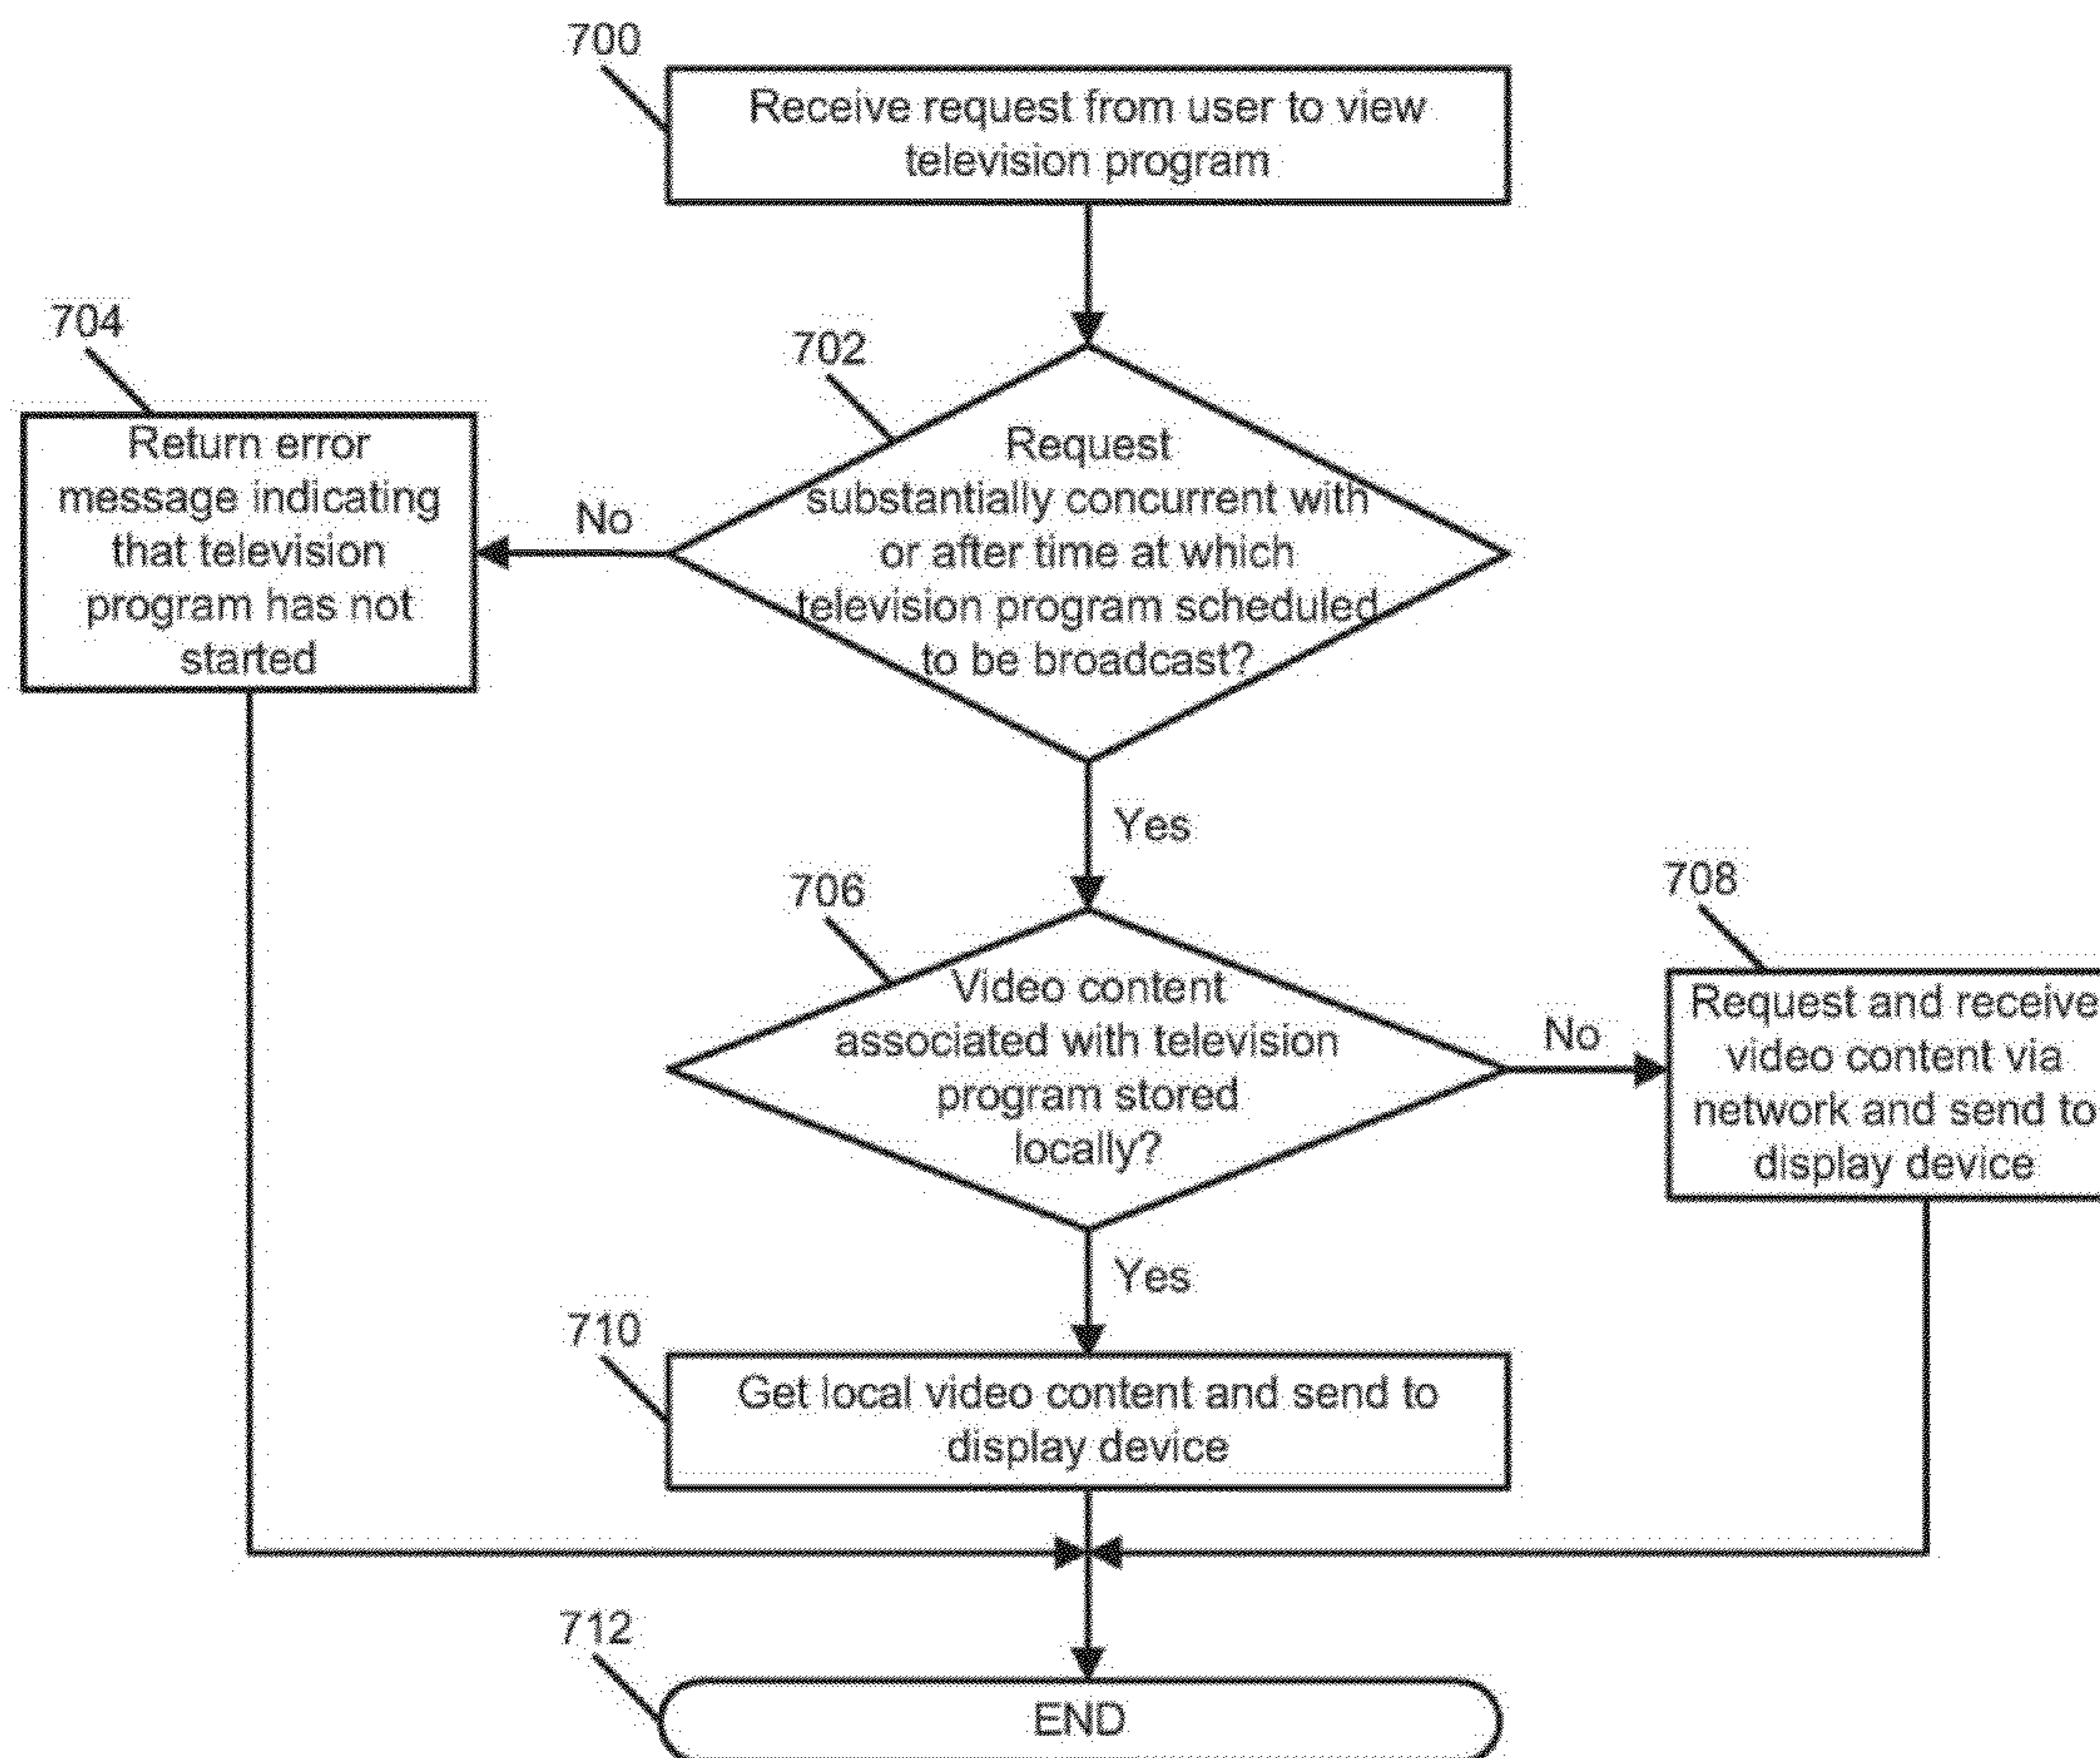 700
Receive request from user to view
television program
704
702
Return error
message indicating
that television
program has not
started
No
Request
substantially concurrent with
or after time at which
television program scheduled
to be broadcast?
Yes
706
708
Video content
associated with television
program stored
locally?
No
Request and receive
video content via
network and send to
display device
Yes
710
Get local video content and send to
display device
712
END